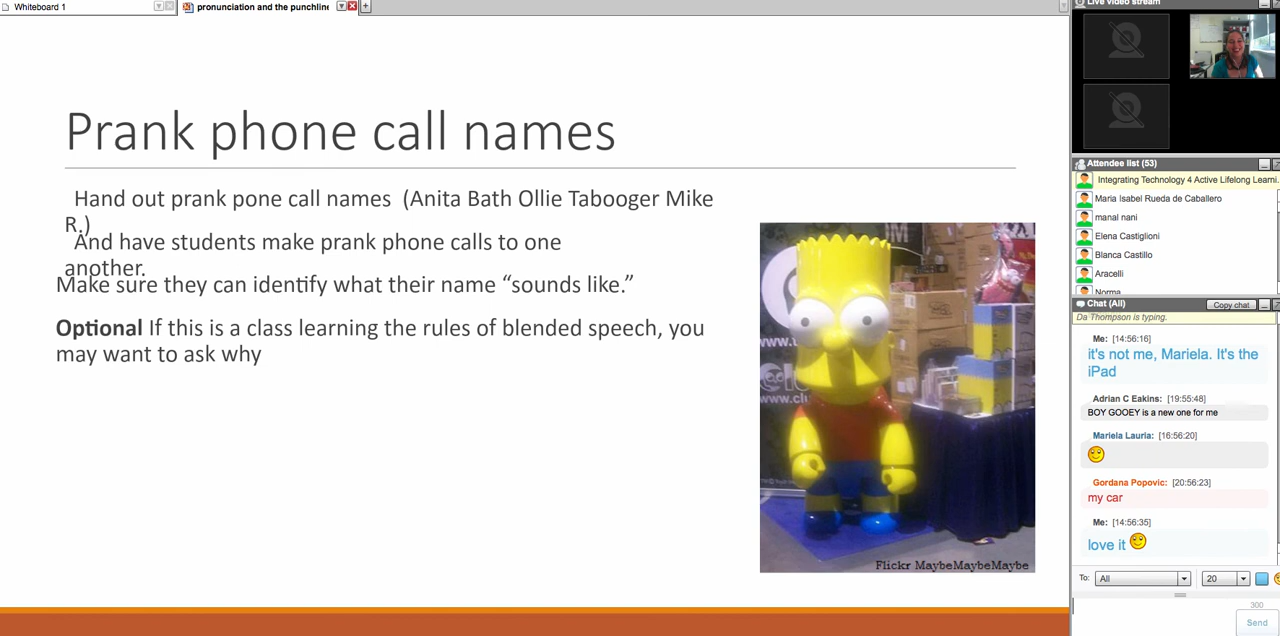 Whiteboard 1
pronunciation and the punchline
Live video stream
Prank phone call names
Hand out prank pone call names (Anita Bath Ollie Tabooger Mike
R.)
And have students make prank phone calls to one
another.
Make sure they can identify what their name “sounds like.”
Optional If this is a class learning the rules of blended speech, you
may want to ask why
www.
www.clu
Flickr MaybeMaybeMaybe
Attendee list (53)
Integrating Technology 4 Active Lifelong Learni.
Maria Isabel Rueda de Caballero
manal nani
Elena Castiglioni
Blanca Castillo
Aracelli
Norma
Chat (All)
Copy chat
Da Thompson is typing.
Me: [14:56:16]
it's not me, Mariela. It's the
iPad
Adrian C Eakins: [19:55:48]
BOY GOOEY is a new one for me
Mariela Lauria: [16:56:20]
Gordana Popovic: [20:56:23]
my car
Me: [14:56:35]
love it
To: All 20
300
Send